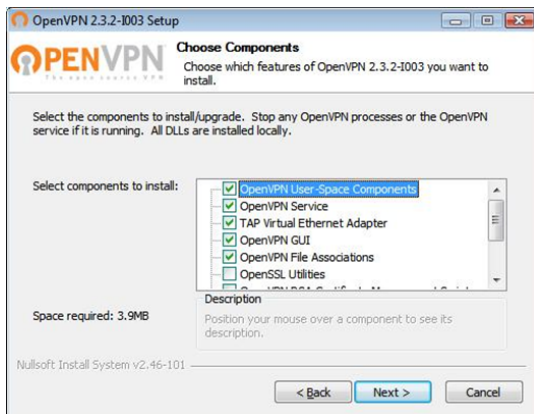 OpenVPN 2.3.2-I003 Setup
OPENVPN
The open source VPN
Choose Components
Choose which features of OpenVPN 2.3.2-I003 you want to
install.
Select the components to install/upgrade. Stop any OpenVPN processes or the OpenVPN
service if it is running. All DLLs are installed locally.
Select components to install:
OpenVPN User-Space Components
OpenVPN Service
TAP Virtual Ethernet Adapter
OpenVPN GUI
OpenVPN File Associations
OpenSSL Utilities
Space required: 3.9MB
Description
Position your mouse over a component to see its
description.
Nullsoft Install System v2.46-101
< Back
Next >
Cancel